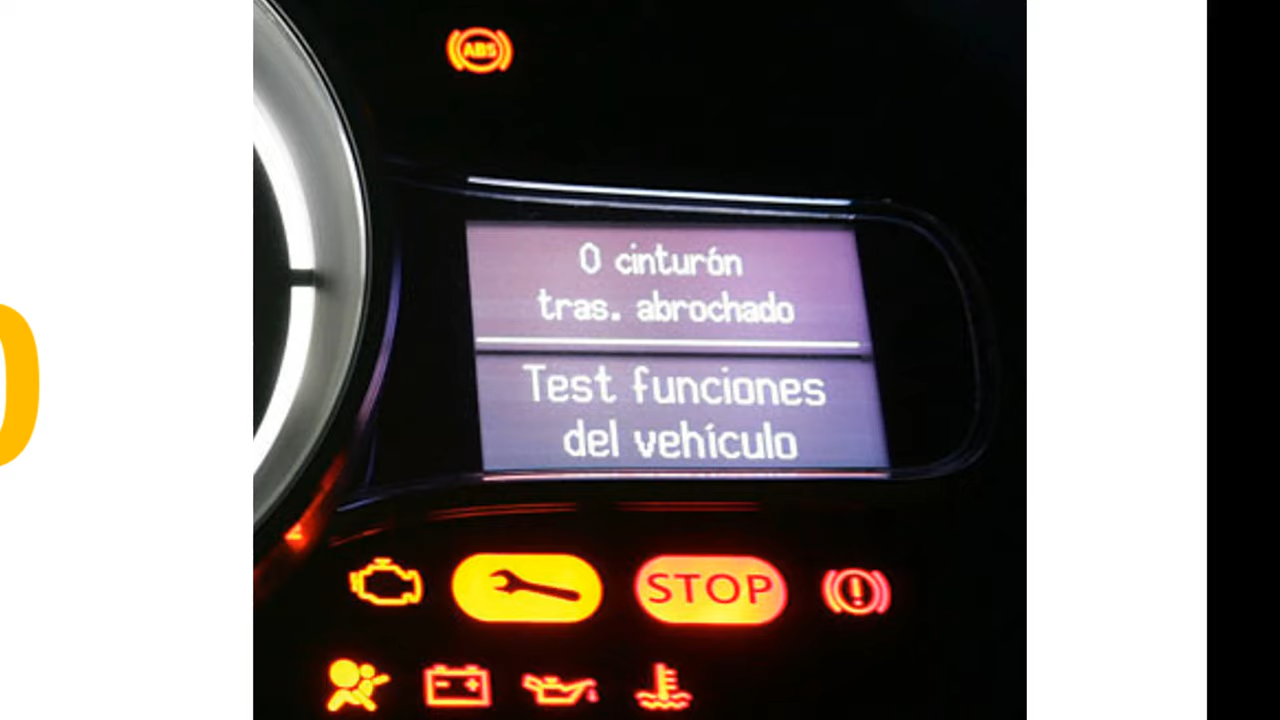 ABS
0 cinturón
tras. abrochado
Test funciones
del vehículo
STOP